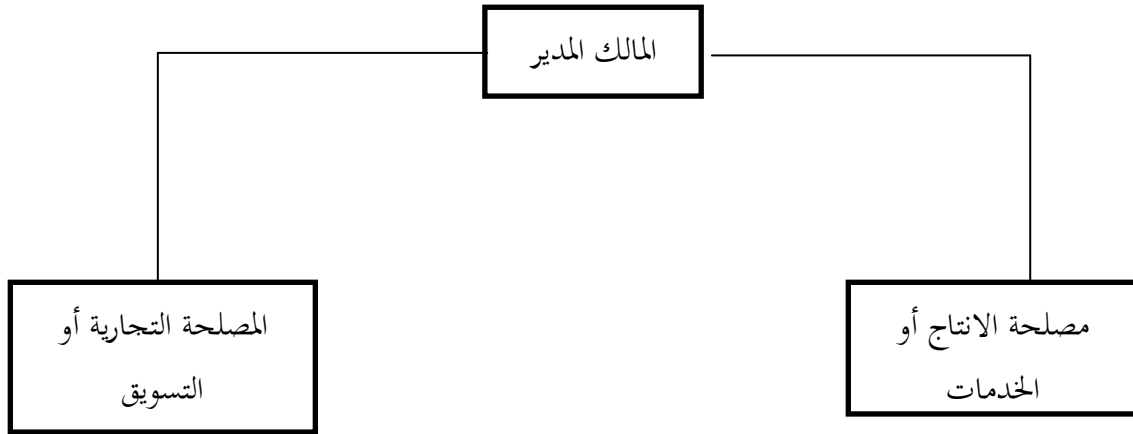 المالك المدير
مصلحة الانتاج أو
الخدمات
المصلحة التجارية أو
التسويق